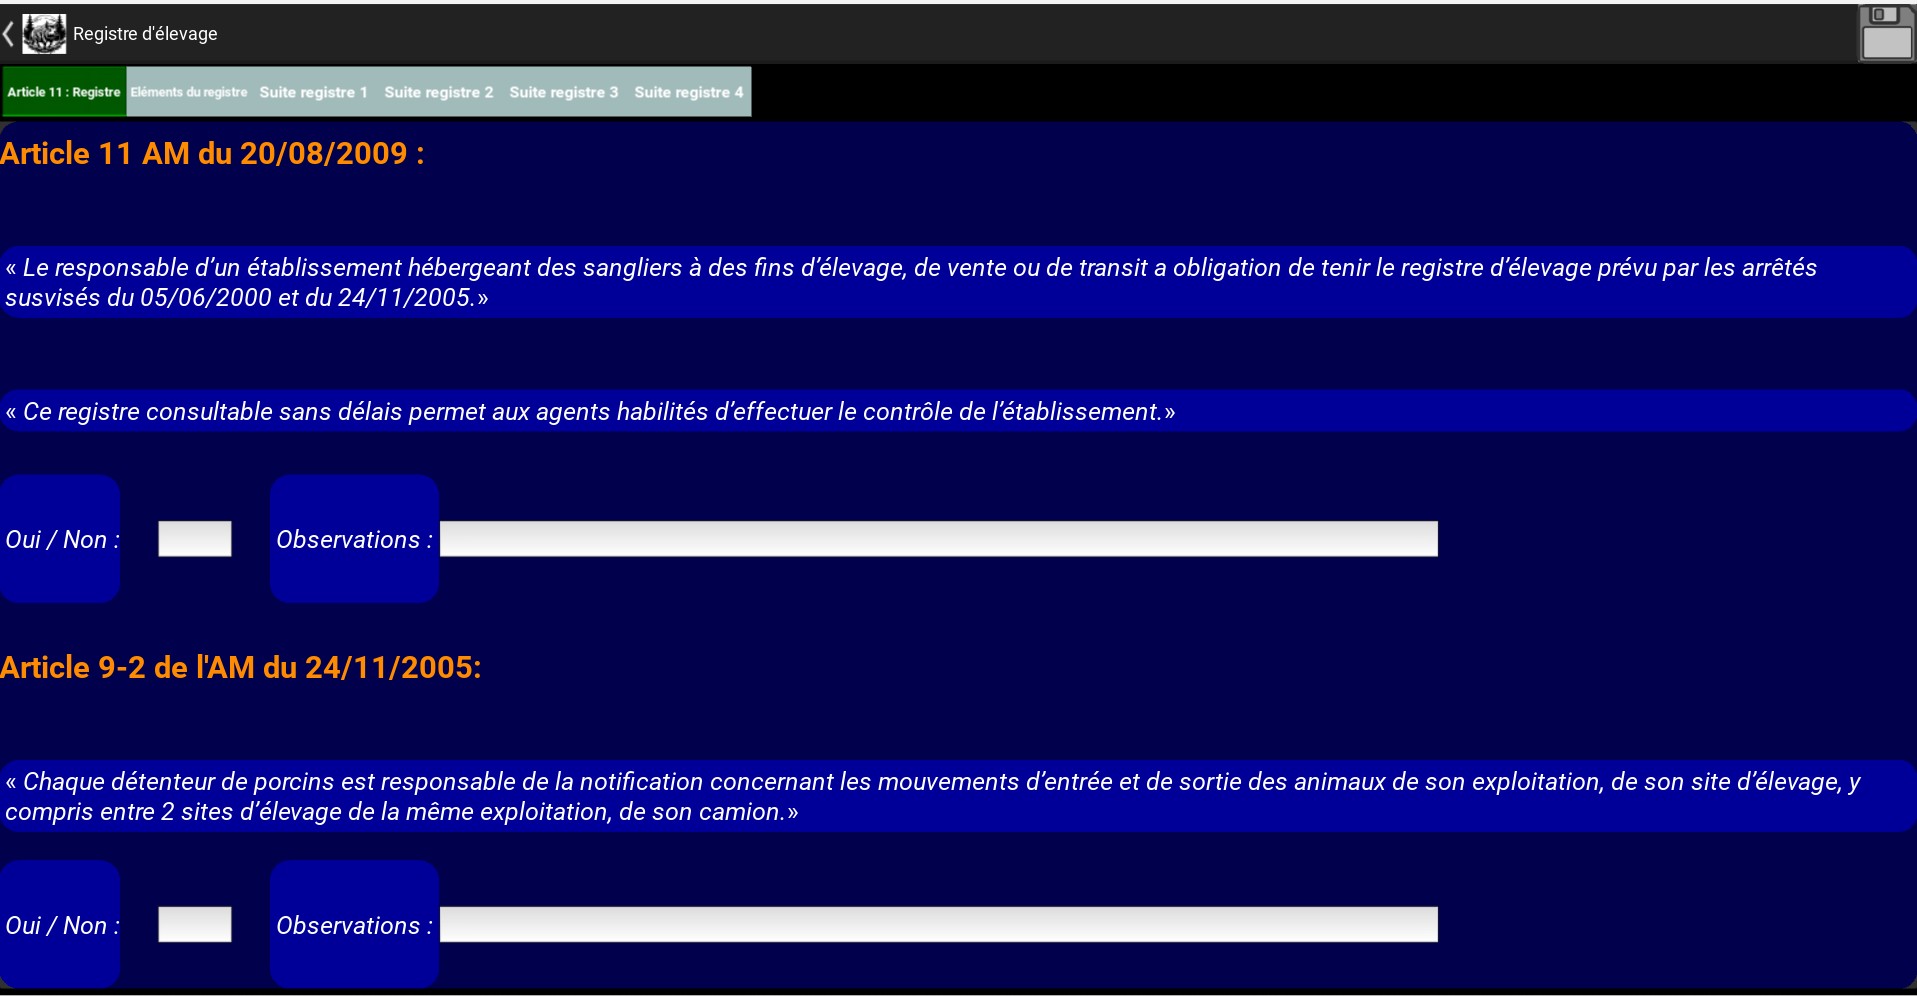 Registre d'élevage
Article 11 : Registre Eléments du registre Suite registre 1 Suite registre 2 Suite registre 3 Suite registre 4
Article 11 AM du 20/08/2009 :
« Le responsable d’un établissement hébergeant des sangliers à des fins d’élevage, de vente ou de transit a obligation de tenir le registre d’élevage prévu par les arrêtés
susvisés du 05/06/2000 et du 24/11/2005.»
« Ce registre consultable sans délais permet aux agents habilités d’effectuer le contrôle de l’établissement.»
Oui / Non : Observations :
Article 9-2 de l'AM du 24/11/2005:
« Chaque détenteur de porcins est responsable de la notification concernant les mouvements d’entrée et de sortie des animaux de son exploitation, de son site d’élevage, y
compris entre 2 sites d’élevage de la même exploitation, de son camion.»
Oui / Non : Observations :